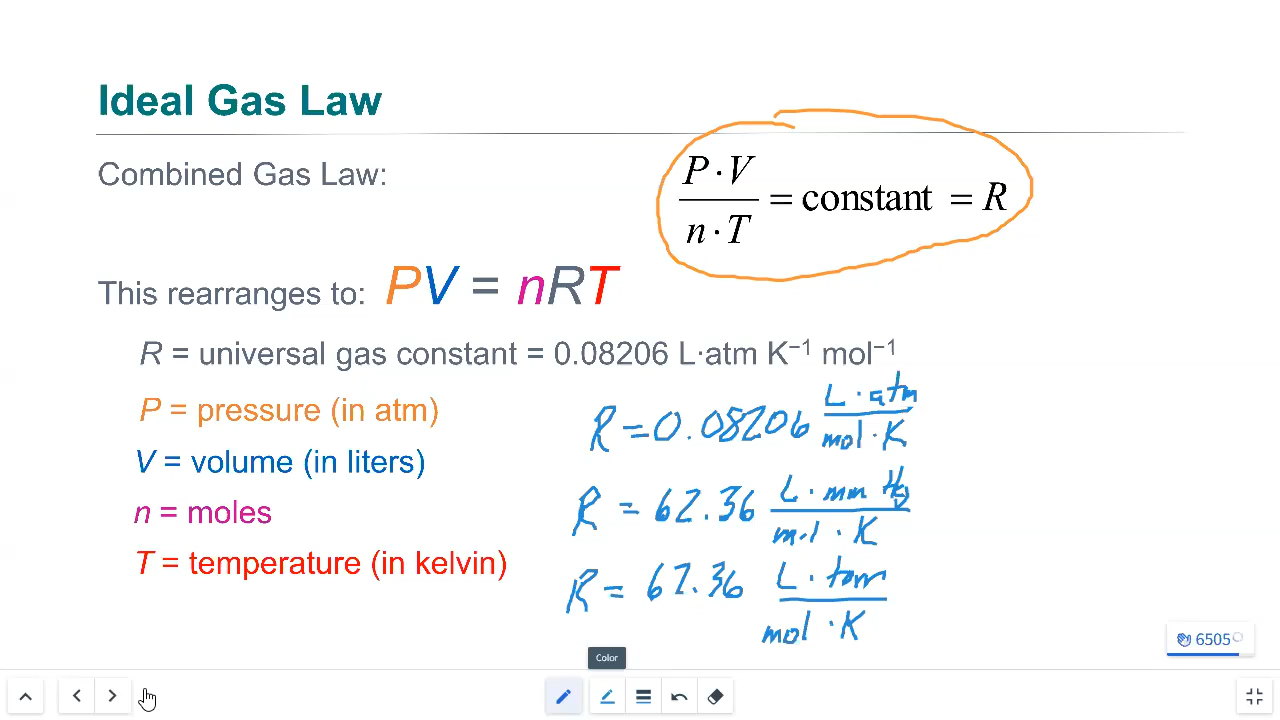 Ideal Gas Law
Combined Gas Law:
P · V
n · T
= constant = R
This rearranges to: PV = nRT
R = universal gas constant = 0.08206 L·atm K⁻¹ mol⁻¹
P = pressure (in atm)
V = volume (in liters)
n = moles
T = temperature (in kelvin)
R = 0.08206 L · atm
mol · K
R = 62.36 L · mm Hg
mol · K
R = 62.36 L · torr
mol · K
Color
6505